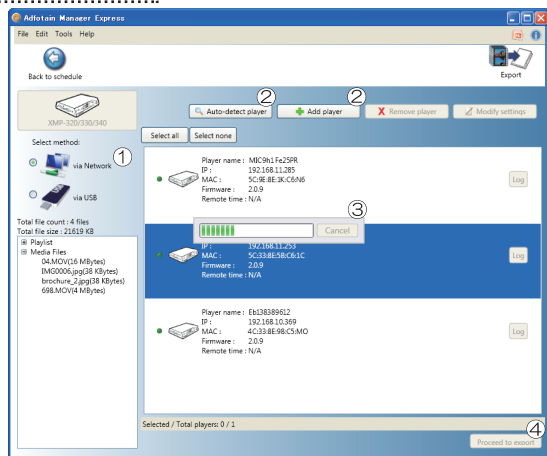 Adfotain Manager Express
File Edit Tools Help
Back to schedule
Export
XMP-320/330/340
② ②
Auto-detect player
Add player
Remove player
Modify settings
Select method:
Select all
Select none
①
via Network
via USB
Total file count : 4 files
Total file size : 21619 KB
Playlist
Media Files
04.MOV(16 MBytes)
IMG0006.jpg(38 KBytes)
brochure_2.jpg(38 KBytes)
698.MOV(4 MBytes)
Player name : MIC9h1Fe25PR
IP : 192.168.11.285
MAC : 5C:9E:8E:1K:C6:N6
Firmware : 2.0.9
Remote time : N/A
Log
③
Cancel
IP : 192.168.11.253
MAC : 5C:33:8E:5B:C6:1C
Firmware : 2.0.9
Remote time : N/A
Log
Player name : Eb138389612
IP : 192.168.10.369
MAC : 4C:33:8E:98:C5:MO
Firmware : 2.0.9
Remote time : N/A
Log
Selected / Total players: 0 / 1
④
Proceed to export